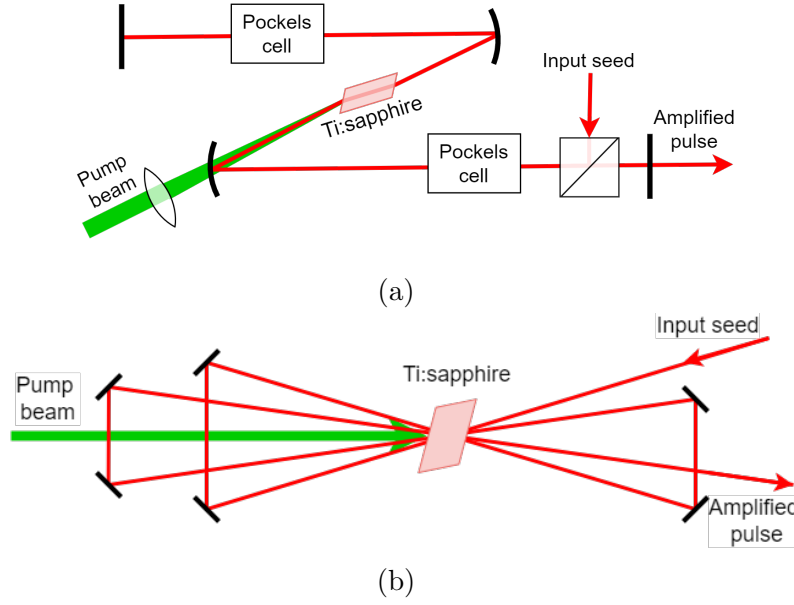 Pockels
cell
Input seed
Ti:sapphire
Amplified
pulse
Pump
beam
Pockels
cell
(a)
Input seed
Ti:sapphire
Pump
beam
Amplified
pulse
(b)